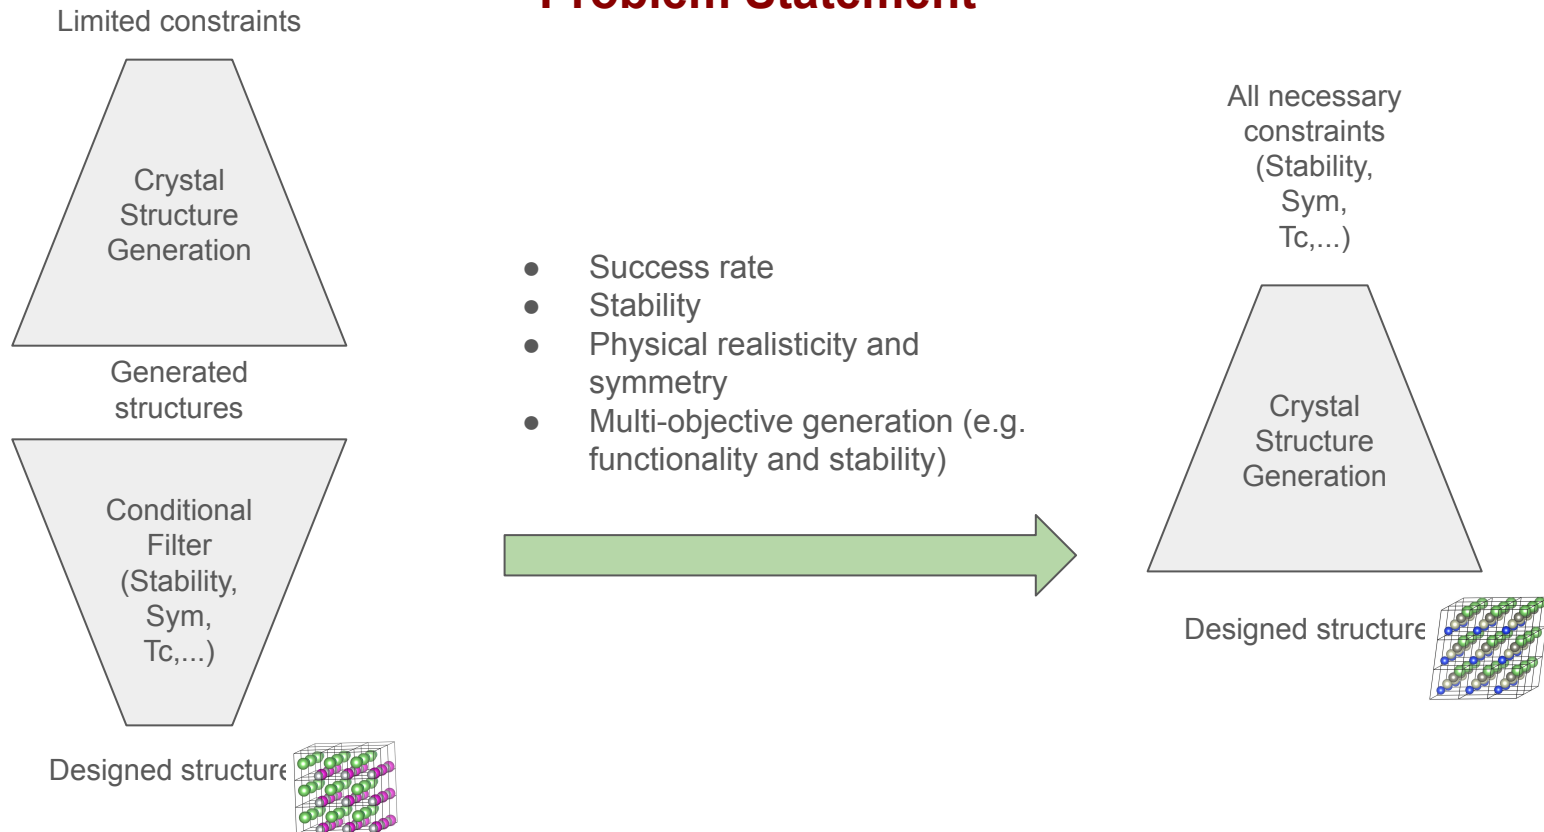 Problem Statement
Limited constraints
Crystal
Structure
Generation
Generated
structures
Conditional
Filter
(Stability,
Sym,
Tc,...)
Designed structure
● Success rate
● Stability
● Physical realisticity and
symmetry
● Multi-objective generation (e.g.
functionality and stability)
All necessary
constraints
(Stability,
Sym,
Tc,...)
Crystal
Structure
Generation
Designed structure